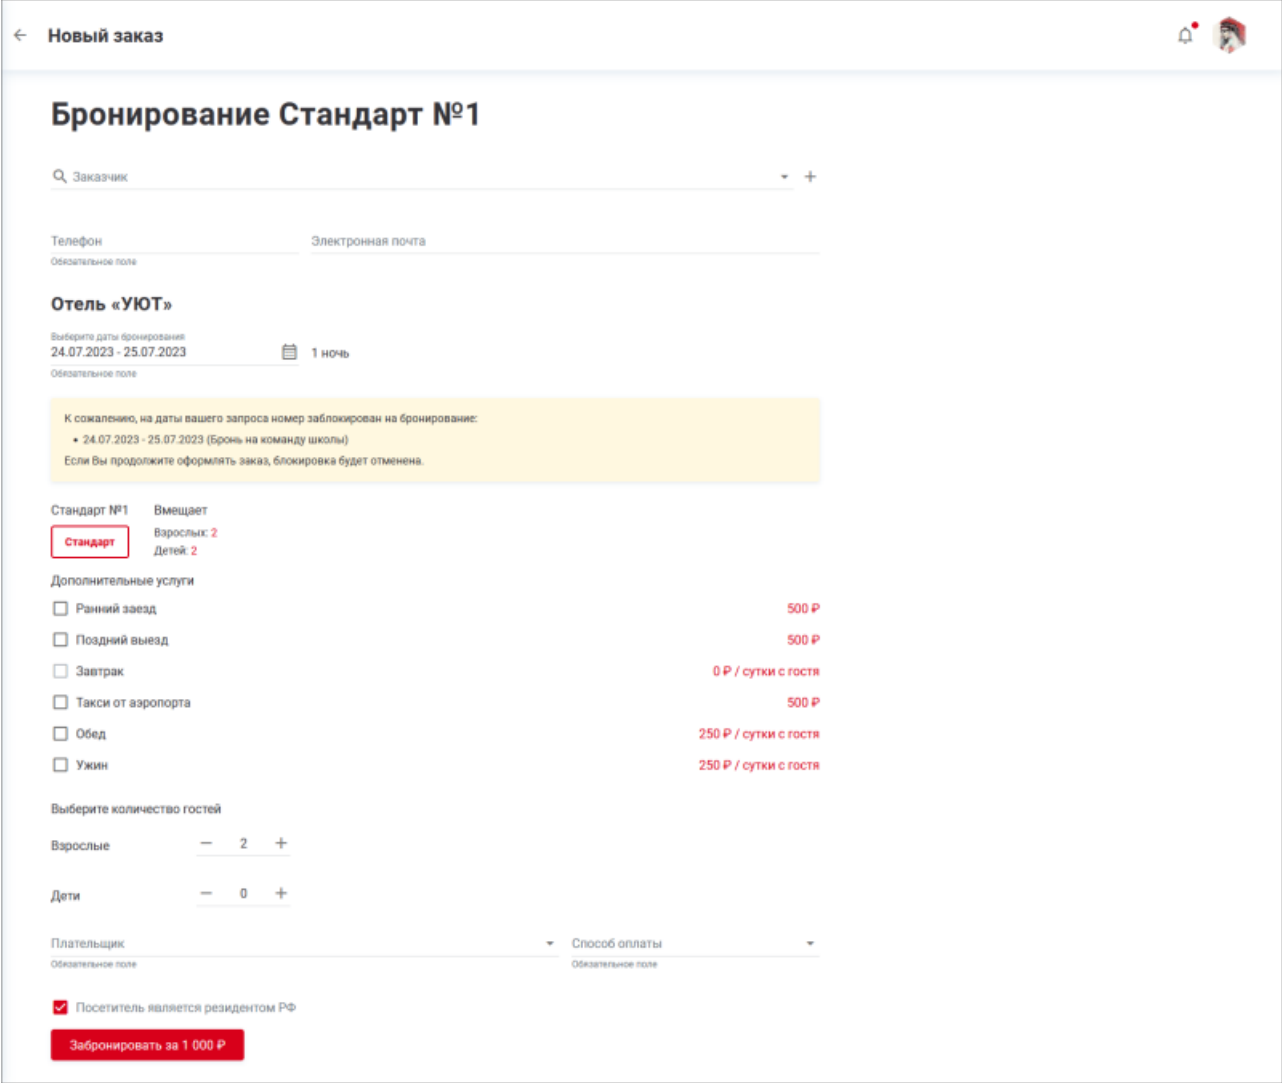 Новый заказ
Бронирование Стандарт №1
Заказчик
Телефон Электронная почта
Обязательное поле
Отель «УЮТ»
Выберите даты бронирования
24.07.2023 - 25.07.2023 1 ночь
Обязательное поле
К сожалению, на даты вашего запроса номер заблокирован на бронирование:
• 24.07.2023 - 25.07.2023 (Бронь на команду школы)
Если Вы продолжите оформлять заказ, блокировка будет отменена.
Стандарт №1 Вмещает
Стандарт Взрослых: 2
Детей: 2
Дополнительные услуги
Ранний заезд 500 ₽
Поздний выезд 500 ₽
Завтрак 0 ₽ / сутки с гостя
Такси от аэропорта 500 ₽
Обед 250 ₽ / сутки с гостя
Ужин 250 ₽ / сутки с гостя
Выберите количество гостей
Взрослые — 2 +
Дети — 0 +
Плательщик Способ оплаты
Обязательное поле Обязательное поле
Посетитель является резидентом РФ
Забронировать за 1 000 ₽